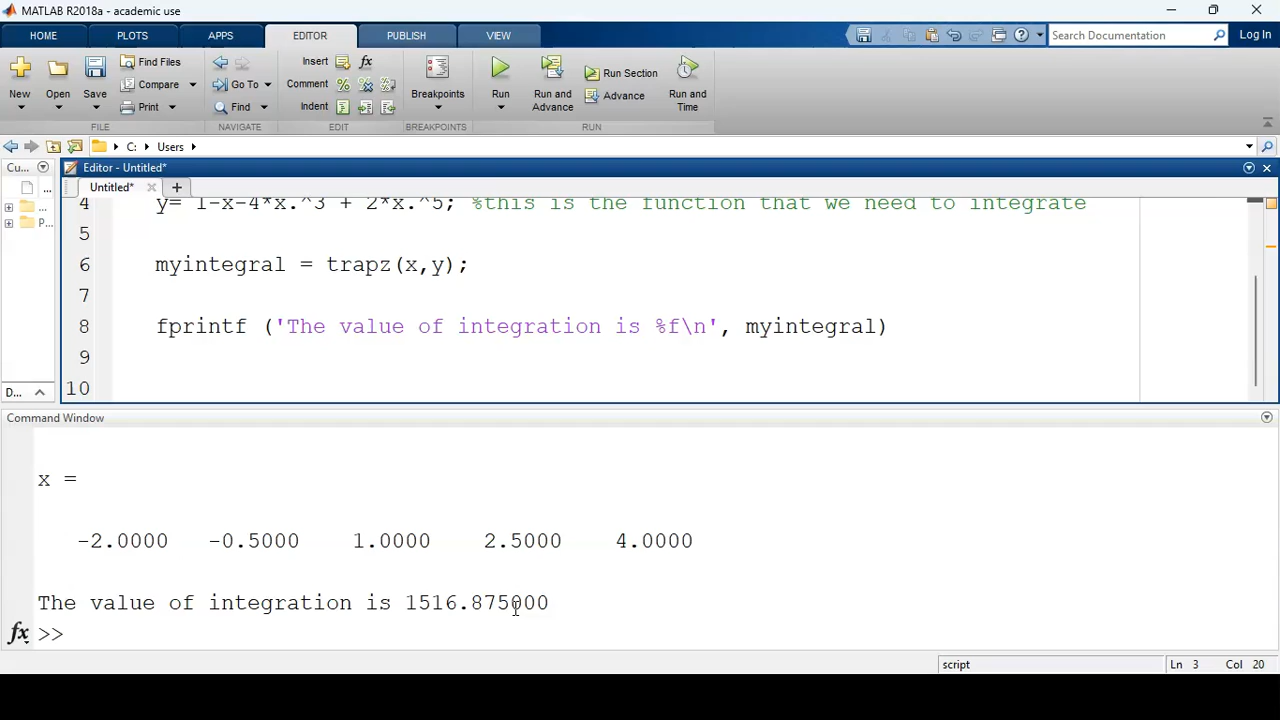 MATLAB R2018a - academic use
HOME PLOTS APPS EDITOR PUBLISH VIEW Search Documentation Log In
New Open Save Find Files Compare Print Go To Find Insert fx Comment Indent Breakpoints Run Run and Advance Run Section Advance Run and Time
FILE NAVIGATE EDIT BREAKPOINTS RUN
C: Users
Cu... Editor - Untitled*
Untitled*
4 y= 1-x-4*x.^3 + 2*x.^5; %this is the function that we need to integrate
5
6 myintegral = trapz(x,y);
7
8 fprintf ('The value of integration is %f\n', myintegral)
9
10
D...
Command Window
x =
-2.0000 -0.5000 1.0000 2.5000 4.0000
The value of integration is 1516.875000
fx >>
script Ln 3 Col 20